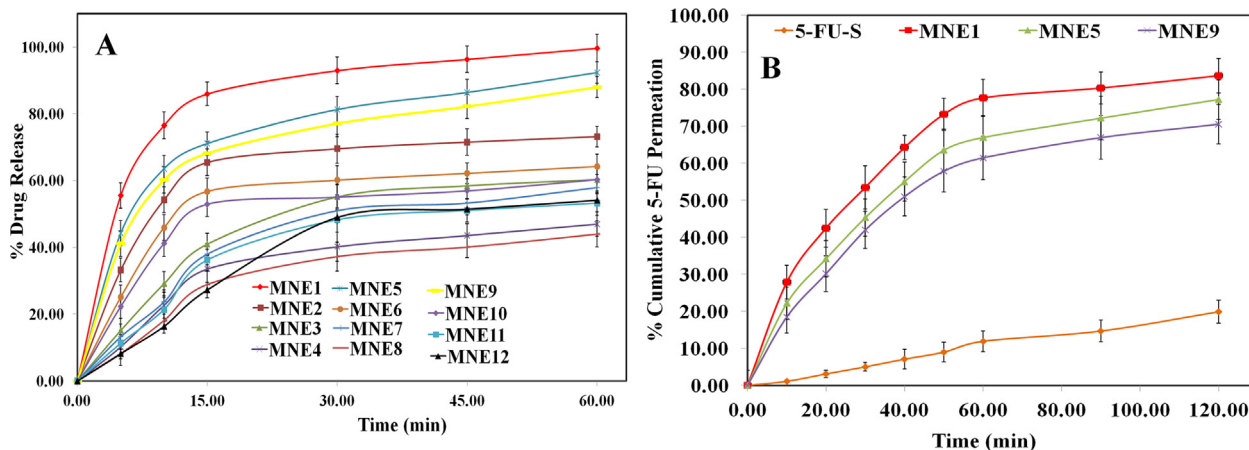 A
% Drug Release
100.00
80.00
60.00
40.00
20.00
0.00
MNE1 MNE5 MNE9
MNE2 MNE6 MNE10
MNE3 MNE7 MNE11
MNE4 MNE8 MNE12
0.00 15.00 30.00 45.00 60.00
Time (min)
B
% Cumulative 5-FU Permeation
100.00
90.00
80.00
70.00
60.00
50.00
40.00
30.00
20.00
10.00
0.00
5-FU-S MNE1 MNE5 MNE9
0.00 20.00 40.00 60.00 80.00 100.00 120.00
Time (min)